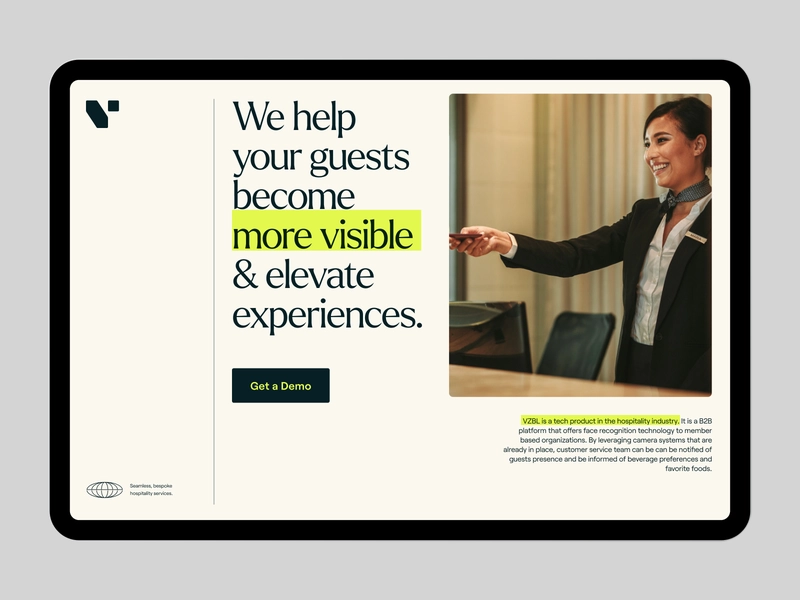 We help
your guests
become
more visible
& elevate
experiences.
Get a Demo
VZBL is a tech product in the hospitality industry. It is a B2B
platform that offers face recognition technology to member
based organizations. By leveraging camera systems that are
already in place, customer service team can be can be notified of
guests presence and be informed of beverage preferences and
favorite foods.
Seamless, bespoke
hospitality services.